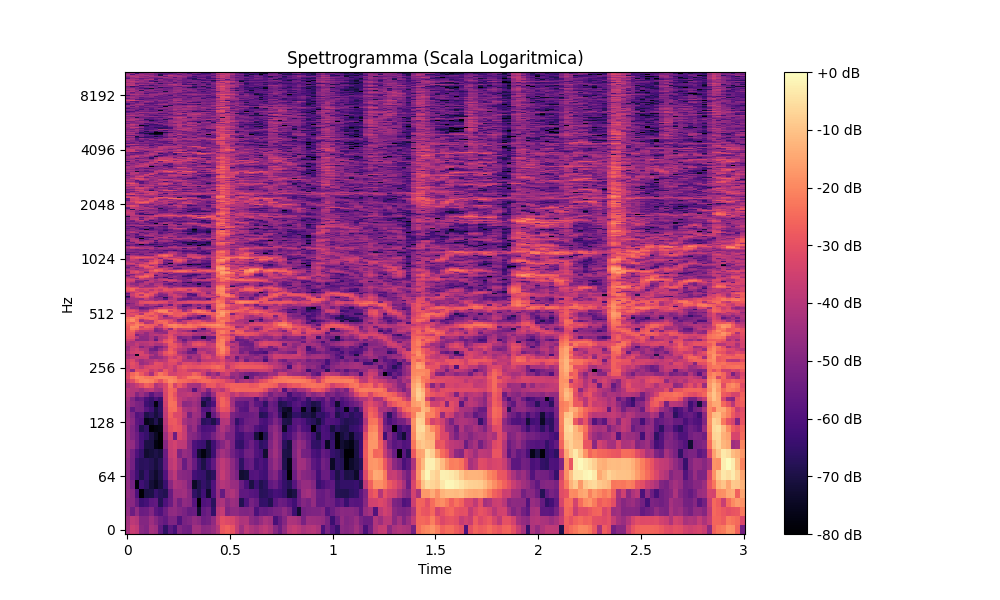 Spettrogramma (Scala Logaritmica)
Hz
8192
4096
2048
1024
512
256
128
64
0
0
0.5
1
1.5
2
2.5
3
Time
+0 dB
-10 dB
-20 dB
-30 dB
-40 dB
-50 dB
-60 dB
-70 dB
-80 dB